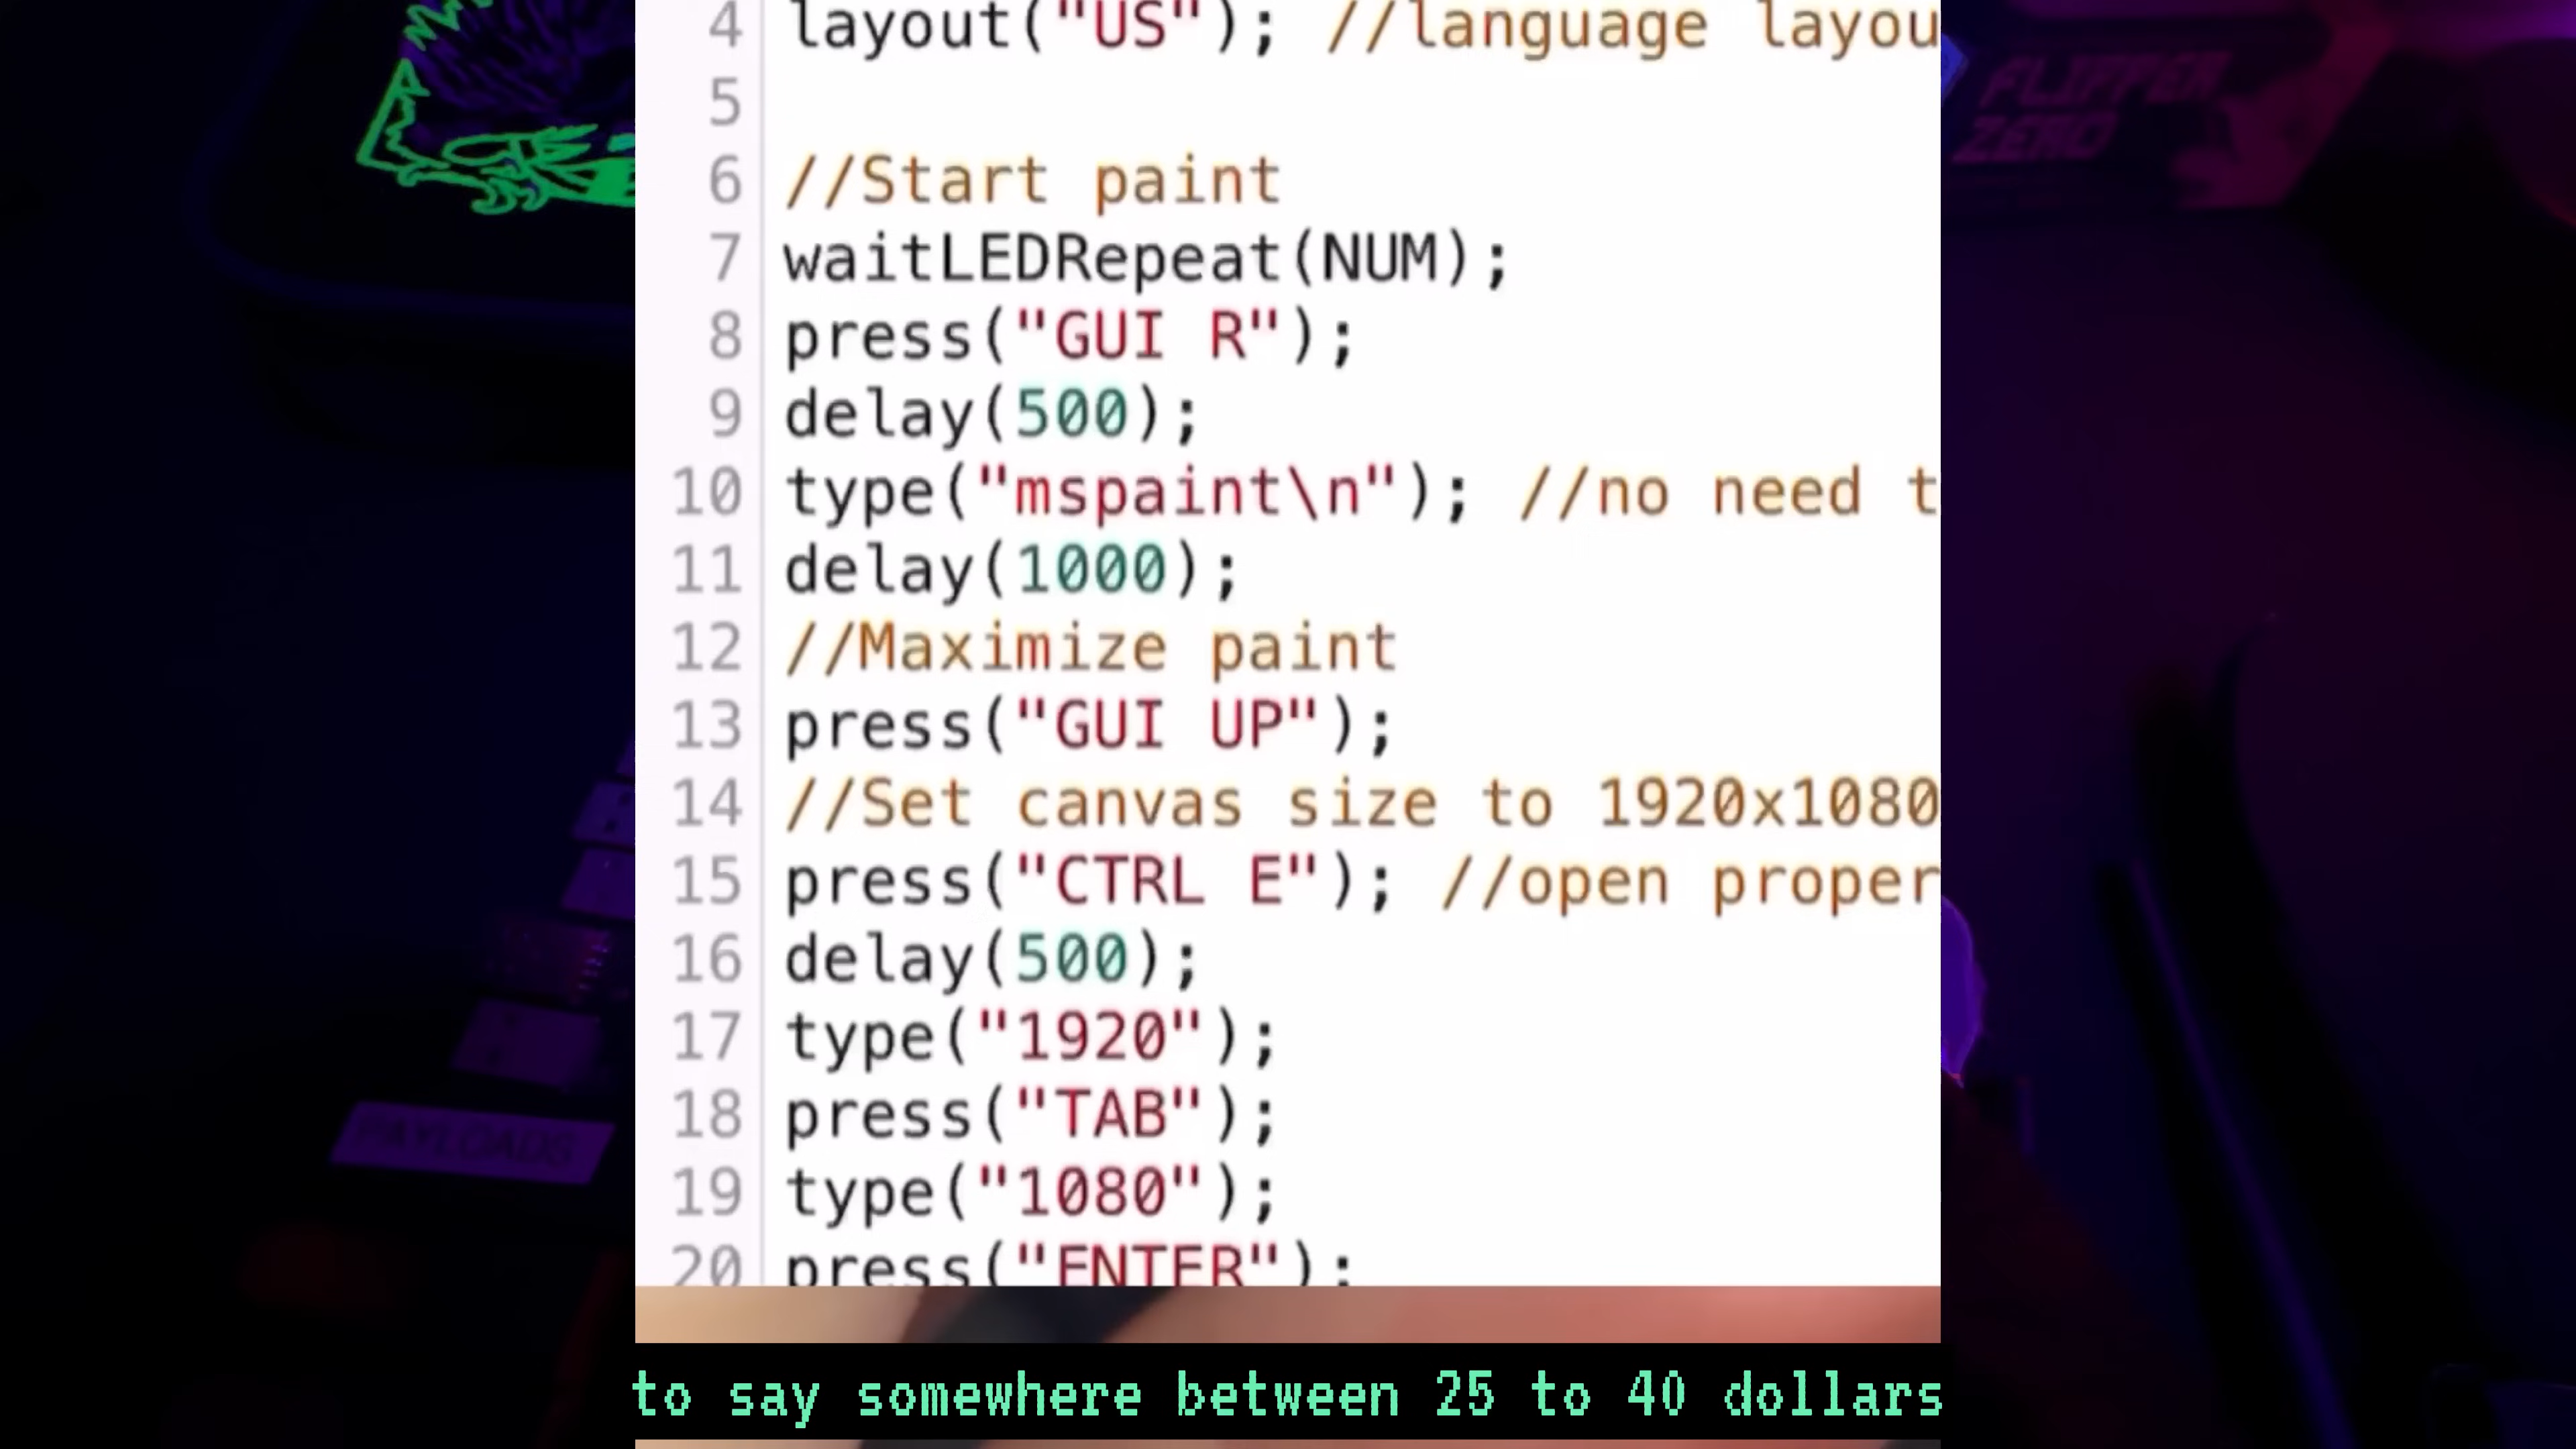 4 layout("US"); //language layou
5
6 //Start paint
7 waitLEDRepeat(NUM);
8 press("GUI R");
9 delay(500);
10 type("mspaint\n"); //no need t
11 delay(1000);
12 //Maximize paint
13 press("GUI UP");
14 //Set canvas size to 1920x1080
15 press("CTRL E"); //open proper
16 delay(500);
17 type("1920");
18 press("TAB");
19 type("1080");
20 press("ENTER");
FLIPPER
ZERO
PAYLOADS
to say somewhere between 25 to 40 dollars